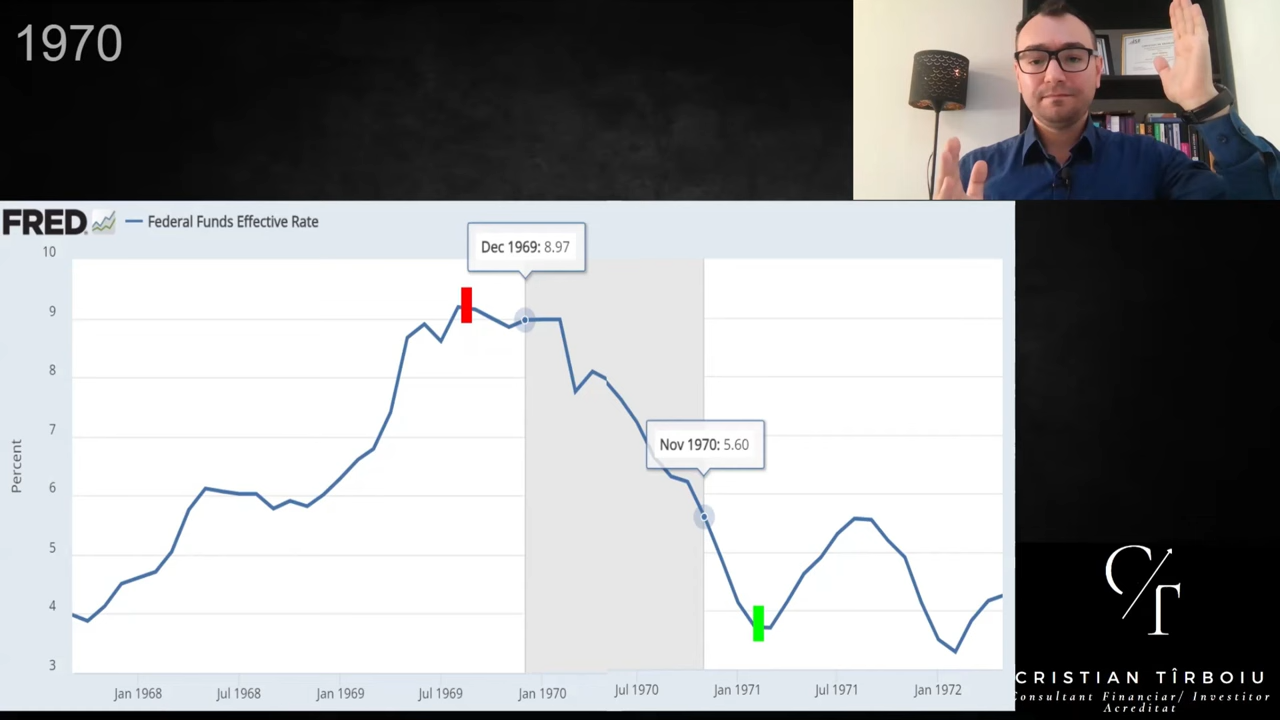 1970
FRED
Federal Funds Effective Rate
Dec 1969: 8.97
Nov 1970: 5.60
Percent
10
9
8
7
6
5
4
3
Jan 1968
Jul 1968
Jan 1969
Jul 1969
Jan 1970
Jul 1970
Jan 1971
Jul 1971
Jan 1972
CT
CRISTIAN TÎRBOIU
Consultant Financiar/ Investitor
Acreditat